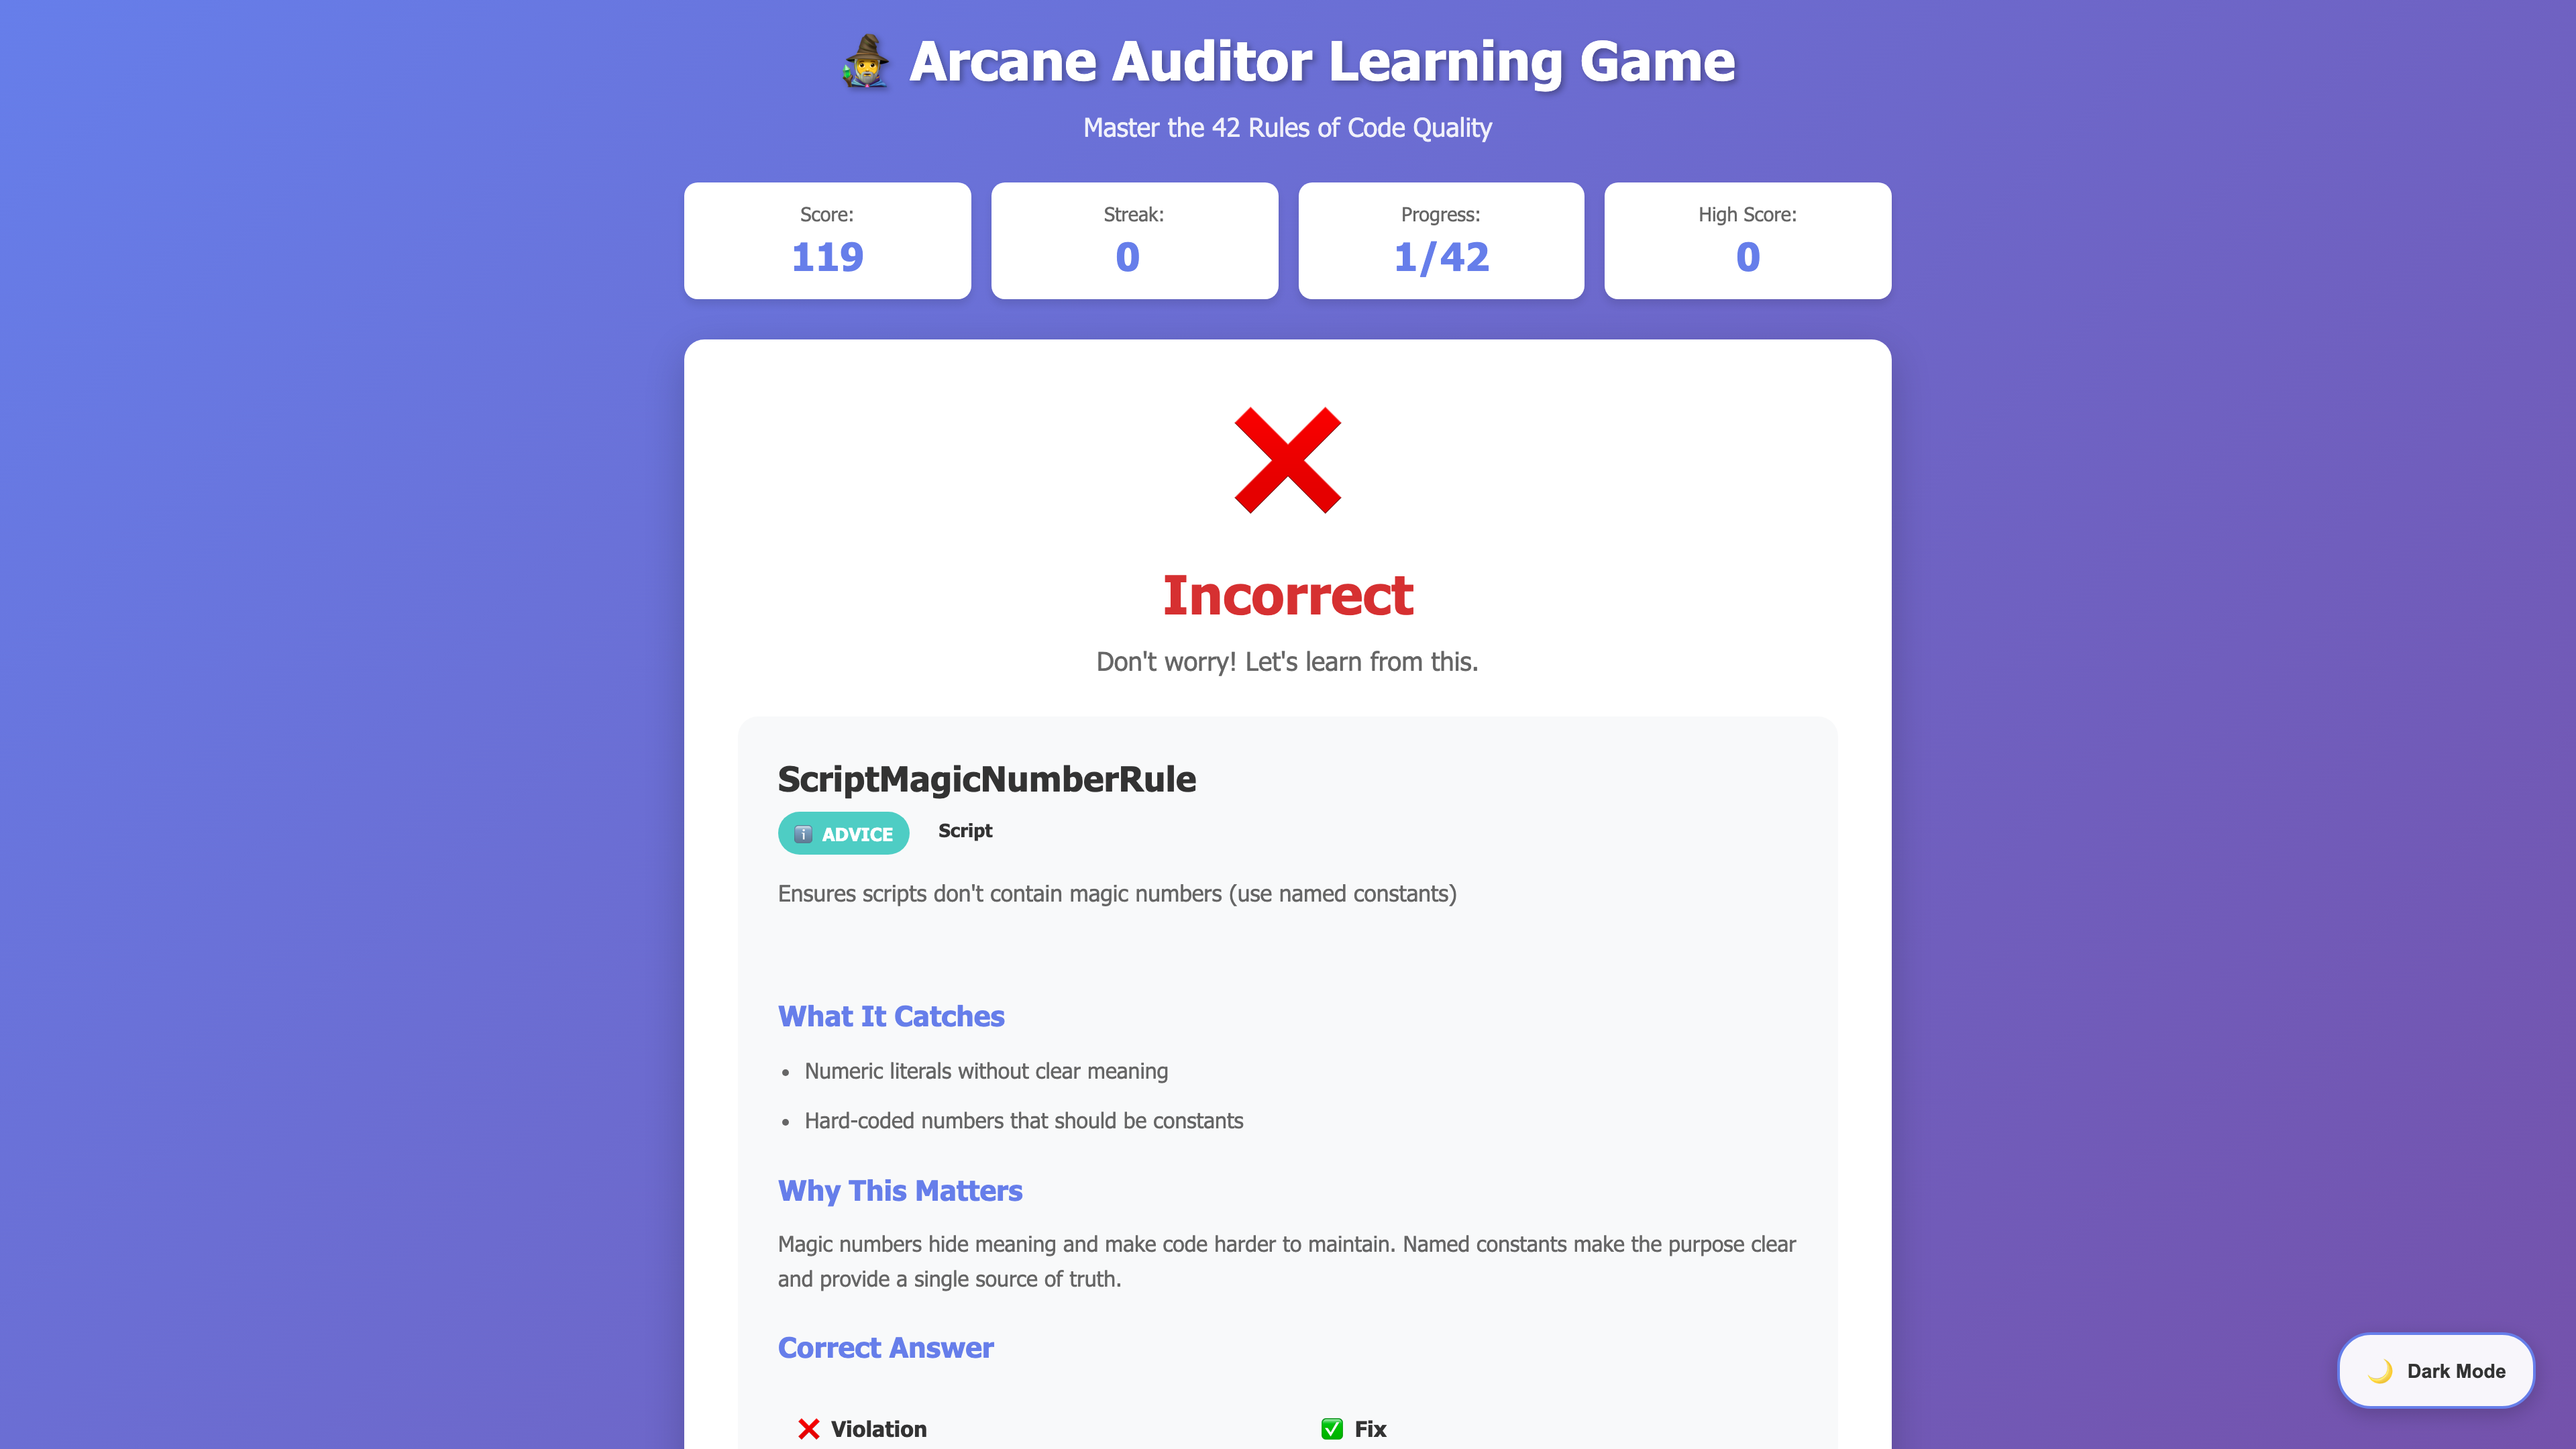 Arcane Auditor Learning Game
Master the 42 Rules of Code Quality
Score:
119
Streak:
0
Progress:
1/42
High Score:
0
Incorrect
Don't worry! Let's learn from this.
ScriptMagicNumberRule
ADVICE Script
Ensures scripts don't contain magic numbers (use named constants)
What It Catches
• Numeric literals without clear meaning
• Hard-coded numbers that should be constants
Why This Matters
Magic numbers hide meaning and make code harder to maintain. Named constants make the purpose clear
and provide a single source of truth.
Correct Answer
Violation
Fix
Dark Mode